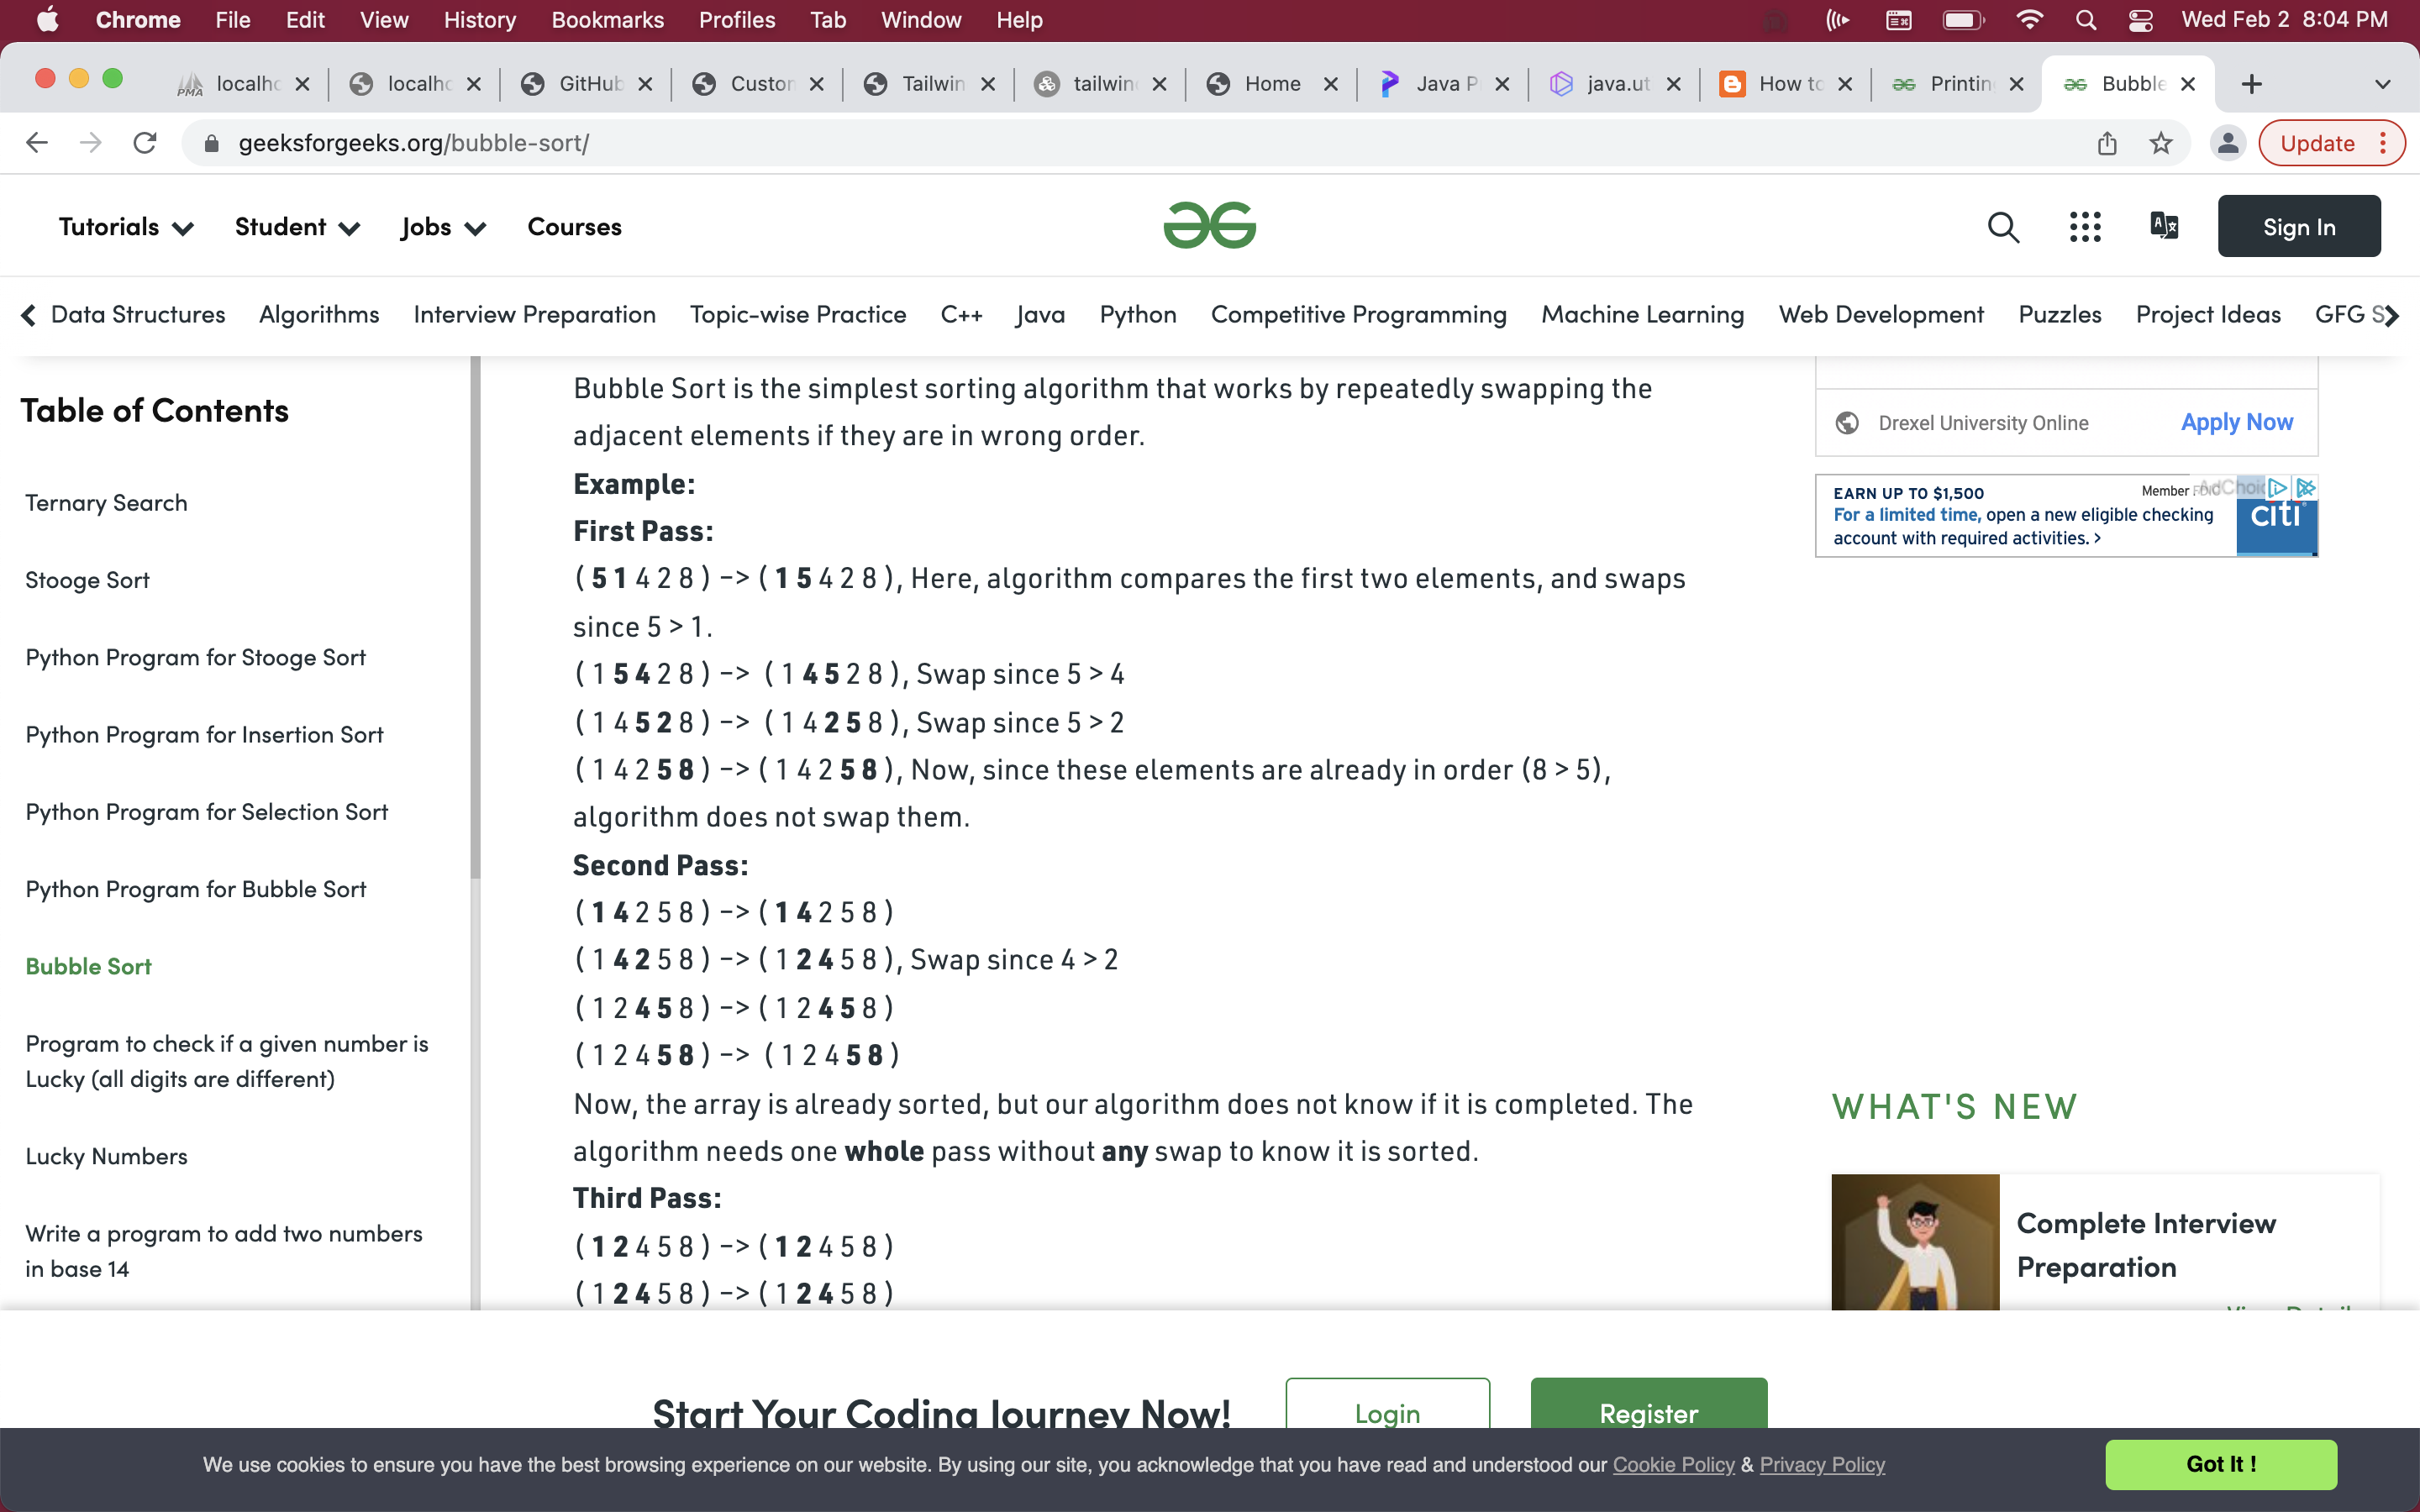 Chrome File Edit View History Bookmarks Profiles Tab Window Help Wed Feb 2 8:04 PM
PMA localhc localhc GitHub Custon Tailwin tailwin Home Java P java.ut How to Printin Bubble
geeksforgeeks.org/bubble-sort/ Update
Tutorials Student Jobs Courses Sign In
Data Structures Algorithms Interview Preparation Topic-wise Practice C++ Java Python Competitive Programming Machine Learning Web Development Puzzles Project Ideas GFG S
Table of Contents
Ternary Search
Stooge Sort
Python Program for Stooge Sort
Python Program for Insertion Sort
Python Program for Selection Sort
Python Program for Bubble Sort
Bubble Sort
Program to check if a given number is
Lucky (all digits are different)
Lucky Numbers
Write a program to add two numbers
in base 14
Bubble Sort is the simplest sorting algorithm that works by repeatedly swapping the
adjacent elements if they are in wrong order.
Example:
First Pass:
( 5 1 4 2 8 ) –> ( 1 5 4 2 8 ), Here, algorithm compares the first two elements, and swaps
since 5 > 1.
( 1 5 4 2 8 ) –> ( 1 4 5 2 8 ), Swap since 5 > 4
( 1 4 5 2 8 ) –> ( 1 4 2 5 8 ), Swap since 5 > 2
( 1 4 2 5 8 ) –> ( 1 4 2 5 8 ), Now, since these elements are already in order (8 > 5),
algorithm does not swap them.
Second Pass:
( 1 4 2 5 8 ) –> ( 1 4 2 5 8 )
( 1 4 2 5 8 ) –> ( 1 2 4 5 8 ), Swap since 4 > 2
( 1 2 4 5 8 ) –> ( 1 2 4 5 8 )
( 1 2 4 5 8 ) –> ( 1 2 4 5 8 )
Now, the array is already sorted, but our algorithm does not know if it is completed. The
algorithm needs one whole pass without any swap to know it is sorted.
Third Pass:
( 1 2 4 5 8 ) –> ( 1 2 4 5 8 )
( 1 2 4 5 8 ) –> ( 1 2 4 5 8 )
Drexel University Online Apply Now
EARN UP TO $1,500 Member FDIC AdChoic
For a limited time, open a new eligible checking
account with required activities. >
citi
WHAT'S NEW
Complete Interview
Preparation
Start Your Coding Journey Now! Login Register
We use cookies to ensure you have the best browsing experience on our website. By using our site, you acknowledge that you have read and understood our Cookie Policy & Privacy Policy Got It !